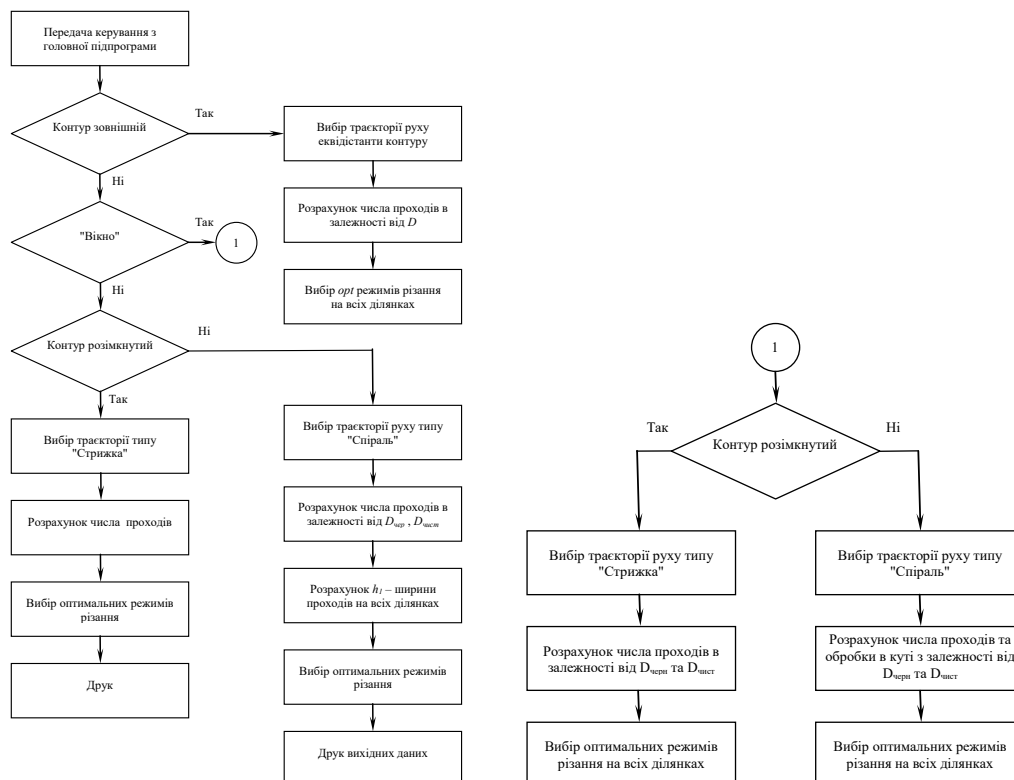 Передача керування з
головної підпрограми
Контур зовнішній
Так
Вибір траєкторії руху
еквідістанти контуру
Ні
Розрахунок числа проходів в
залежності від D
"Вікно"
Так
1
Ні
Вибір opt режимів різання
на всіх ділянках
Контур розімкнутий
Ні
Так
Вибір траєкторії типу
"Стрижка"
Розрахунок числа проходів
Вибір оптимальних режимів
різання
Друк
Вибір траєкторії руху типу
"Спіраль"
Розрахунок числа проходів в
залежності від Dчер , Dчист
Розрахунок h1 – ширини
проходів на всіх ділянках
Вибір оптимальних режимів
різання
Друк вихідних даних
1
Контур розімкнутий
Так
Ні
Вибір траєкторії руху типу
"Стрижка"
Розрахунок числа проходів в
залежності від Dчерн та Dчист
Вибір оптимальних режимів
різання на всіх ділянках
Вибір траєкторії руху типу
"Спіраль"
Розрахунок числа проходів та
обробки в куті з залежності від
Dчерн та Dчист
Вибір оптимальних режимів
різання на всіх ділянках